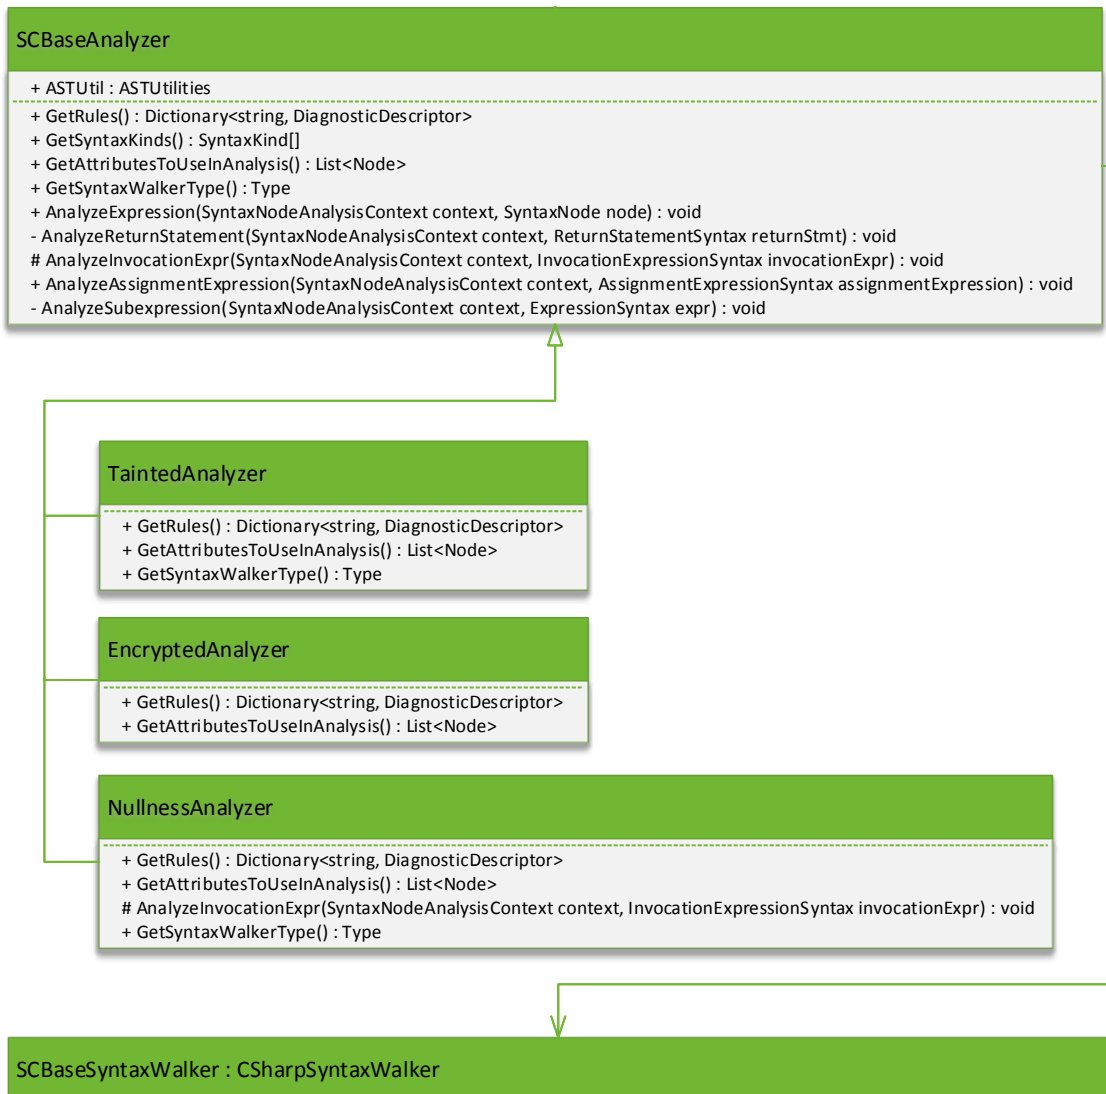 SCBaseAnalyzer
+ ASTUtil : ASTUtilities
+ GetRules() : Dictionary<string, DiagnosticDescriptor>
+ GetSyntaxKinds() : SyntaxKind[]
+ GetAttributesToUseInAnalysis() : List<Node>
+ GetSyntaxWalkerType() : Type
+ AnalyzeExpression(SyntaxNodeAnalysisContext context, SyntaxNode node) : void
- AnalyzeReturnStatement(SyntaxNodeAnalysisContext context, ReturnStatementSyntax returnStmt) : void
# AnalyzeInvocationExpr(SyntaxNodeAnalysisContext context, InvocationExpressionSyntax invocationExpr) : void
+ AnalyzeAssignmentExpression(SyntaxNodeAnalysisContext context, AssignmentExpressionSyntax assignmentExpression) : void
- AnalyzeSubexpression(SyntaxNodeAnalysisContext context, ExpressionSyntax expr) : void
TaintedAnalyzer
+ GetRules() : Dictionary<string, DiagnosticDescriptor>
+ GetAttributesToUseInAnalysis() : List<Node>
+ GetSyntaxWalkerType() : Type
EncryptedAnalyzer
+ GetRules() : Dictionary<string, DiagnosticDescriptor>
+ GetAttributesToUseInAnalysis() : List<Node>
NullnessAnalyzer
+ GetRules() : Dictionary<string, DiagnosticDescriptor>
+ GetAttributesToUseInAnalysis() : List<Node>
# AnalyzeInvocationExpr(SyntaxNodeAnalysisContext context, InvocationExpressionSyntax invocationExpr) : void
+ GetSyntaxWalkerType() : Type
SCBaseSyntaxWalker : CSharpSyntaxWalker